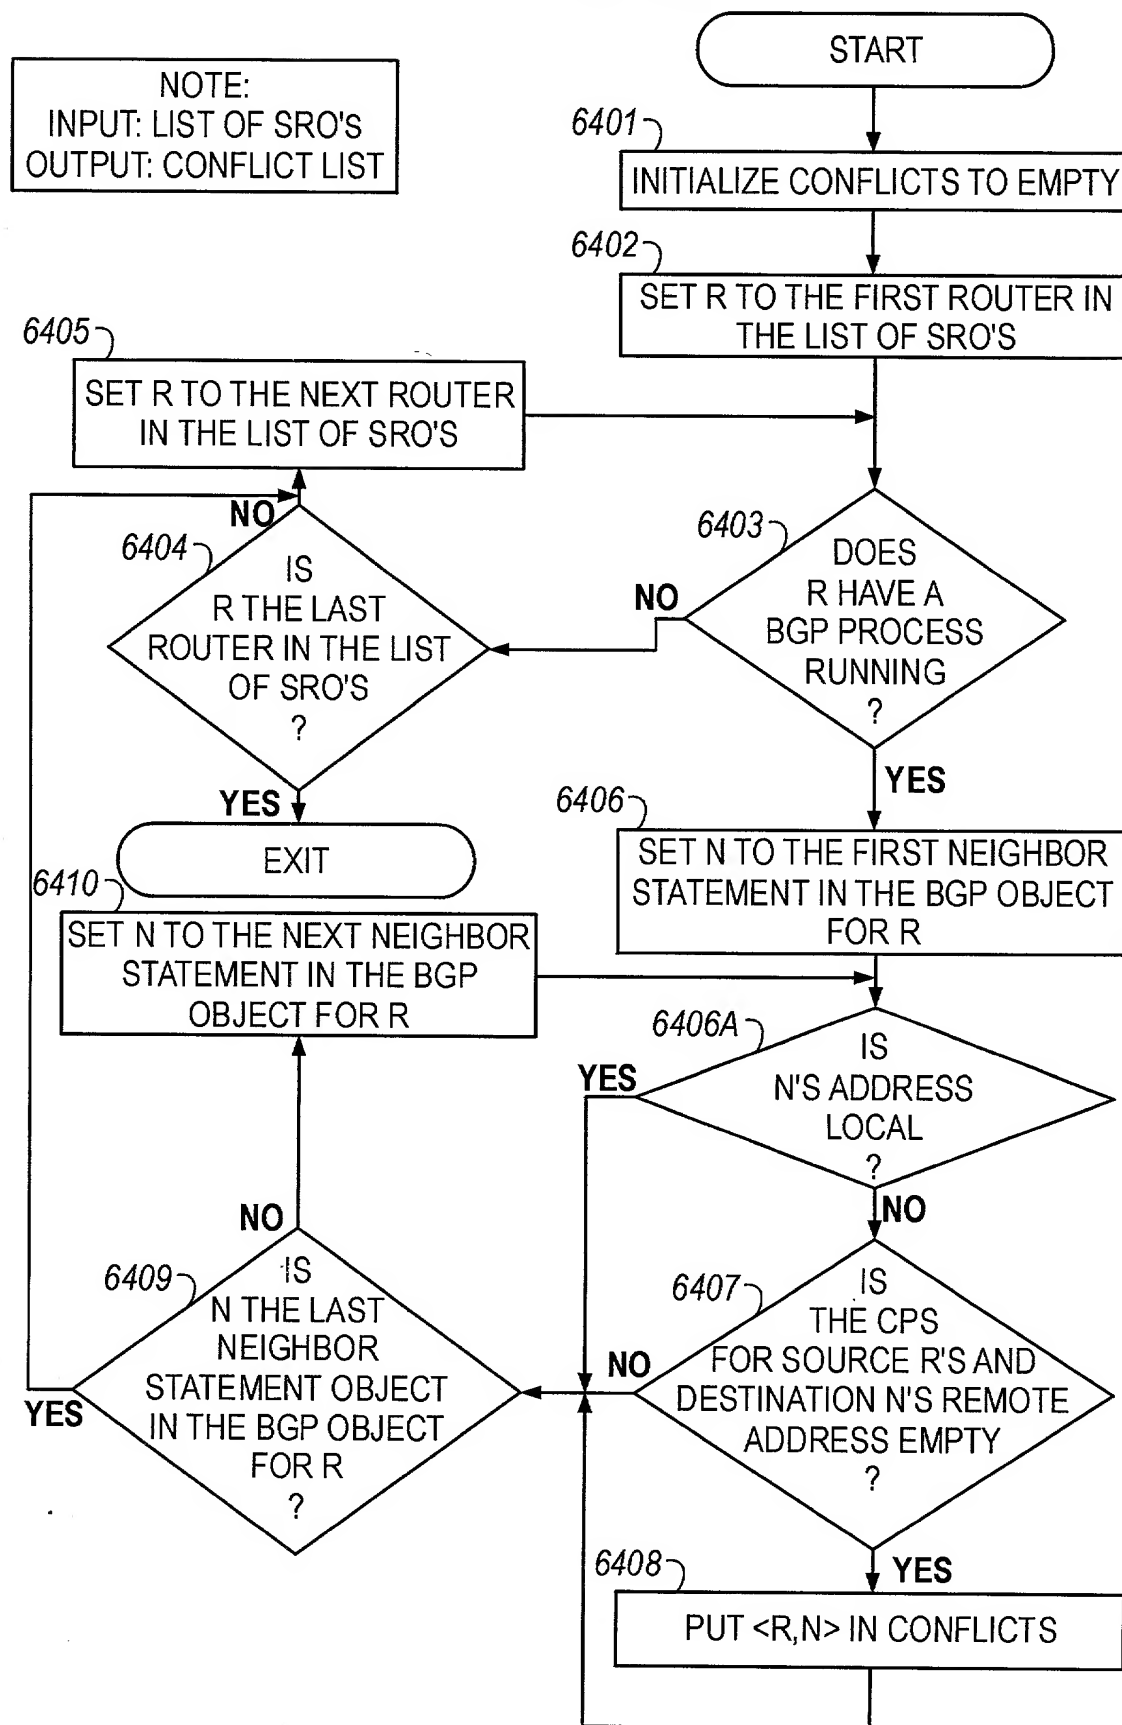 START
NOTE:
INPUT: LIST OF SRO'S
OUTPUT: CONFLICT LIST
6401
INITIALIZE CONFLICTS TO EMPTY
6402
SET R TO THE FIRST ROUTER IN
THE LIST OF SRO'S
6405
SET R TO THE NEXT ROUTER
IN THE LIST OF SRO'S
NO
6404
IS
R THE LAST
ROUTER IN THE LIST
OF SRO'S
?
YES
6403
DOES
R HAVE A
BGP PROCESS
RUNNING
?
NO
YES
EXIT
6406
SET N TO THE FIRST NEIGHBOR
STATEMENT IN THE BGP OBJECT
FOR R
6410
SET N TO THE NEXT NEIGHBOR
STATEMENT IN THE BGP
OBJECT FOR R
6406A
IS
N'S ADDRESS
LOCAL
?
YES
NO
NO
6409
IS
N THE LAST
NEIGHBOR
STATEMENT OBJECT
IN THE BGP OBJECT
FOR R
?
YES
6407
IS
THE CPS
FOR SOURCE R'S AND
DESTINATION N'S REMOTE
ADDRESS EMPTY
?
NO
YES
6408
PUT <R,N> IN CONFLICTS